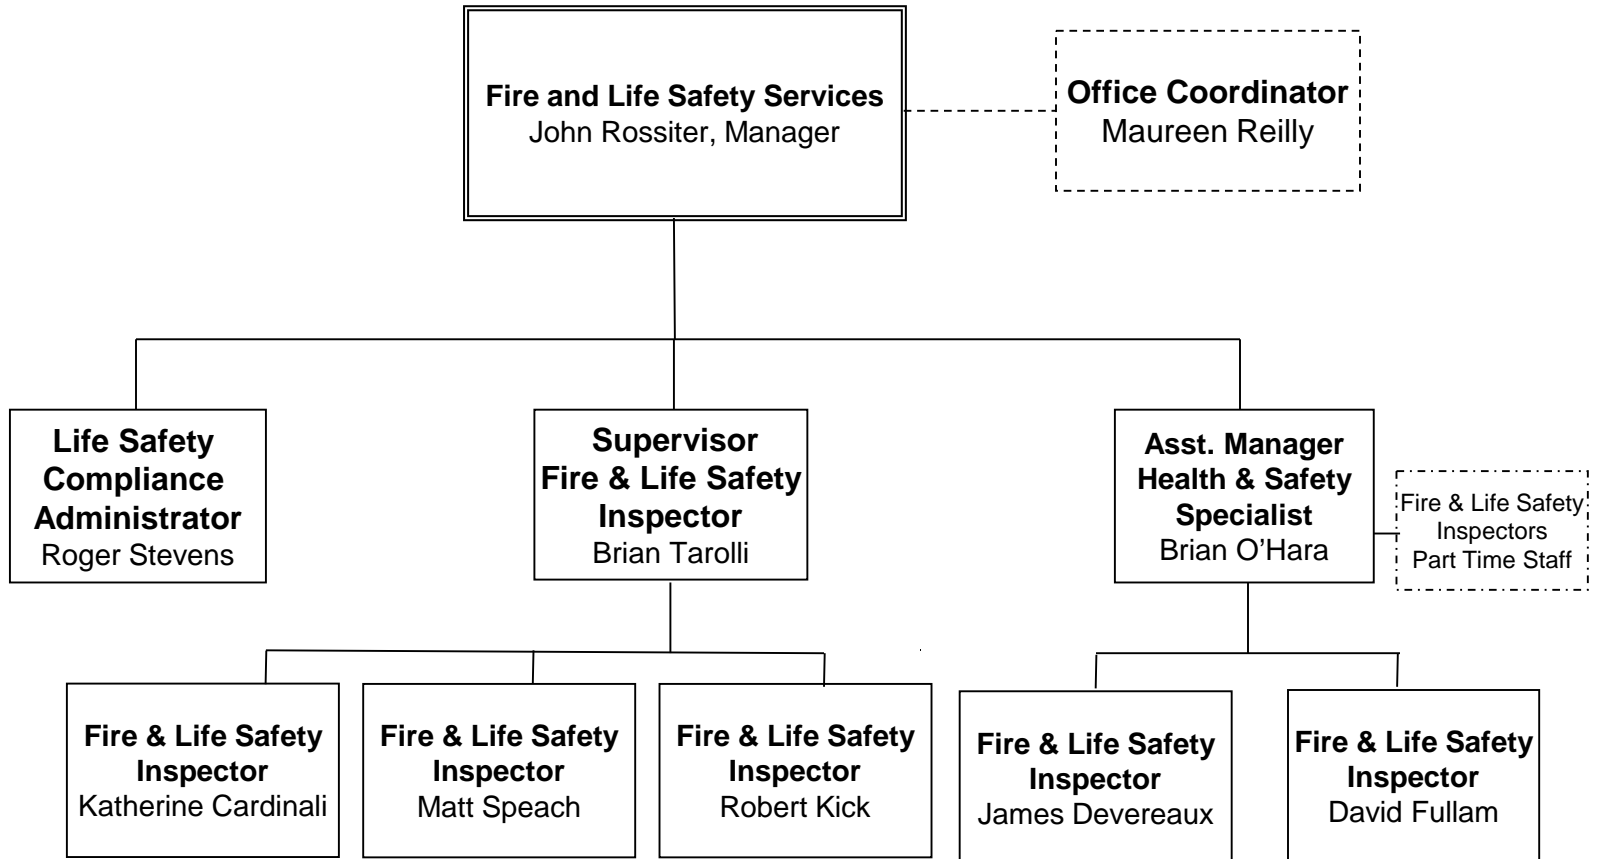 Fire and Life Safety Services
John Rossiter, Manager
Office Coordinator
Maureen Reilly
Life Safety
Compliance
Administrator
Roger Stevens
Supervisor
Fire & Life Safety
Inspector
Brian Tarolli
Asst. Manager
Health & Safety
Specialist
Brian O’Hara
Fire & Life Safety
Inspectors
Part Time Staff
Fire & Life Safety
Inspector
Katherine Cardinali
Fire & Life Safety
Inspector
Matt Speach
Fire & Life Safety
Inspector
Robert Kick
Fire & Life Safety
Inspector
James Devereaux
Fire & Life Safety
Inspector
David Fullam